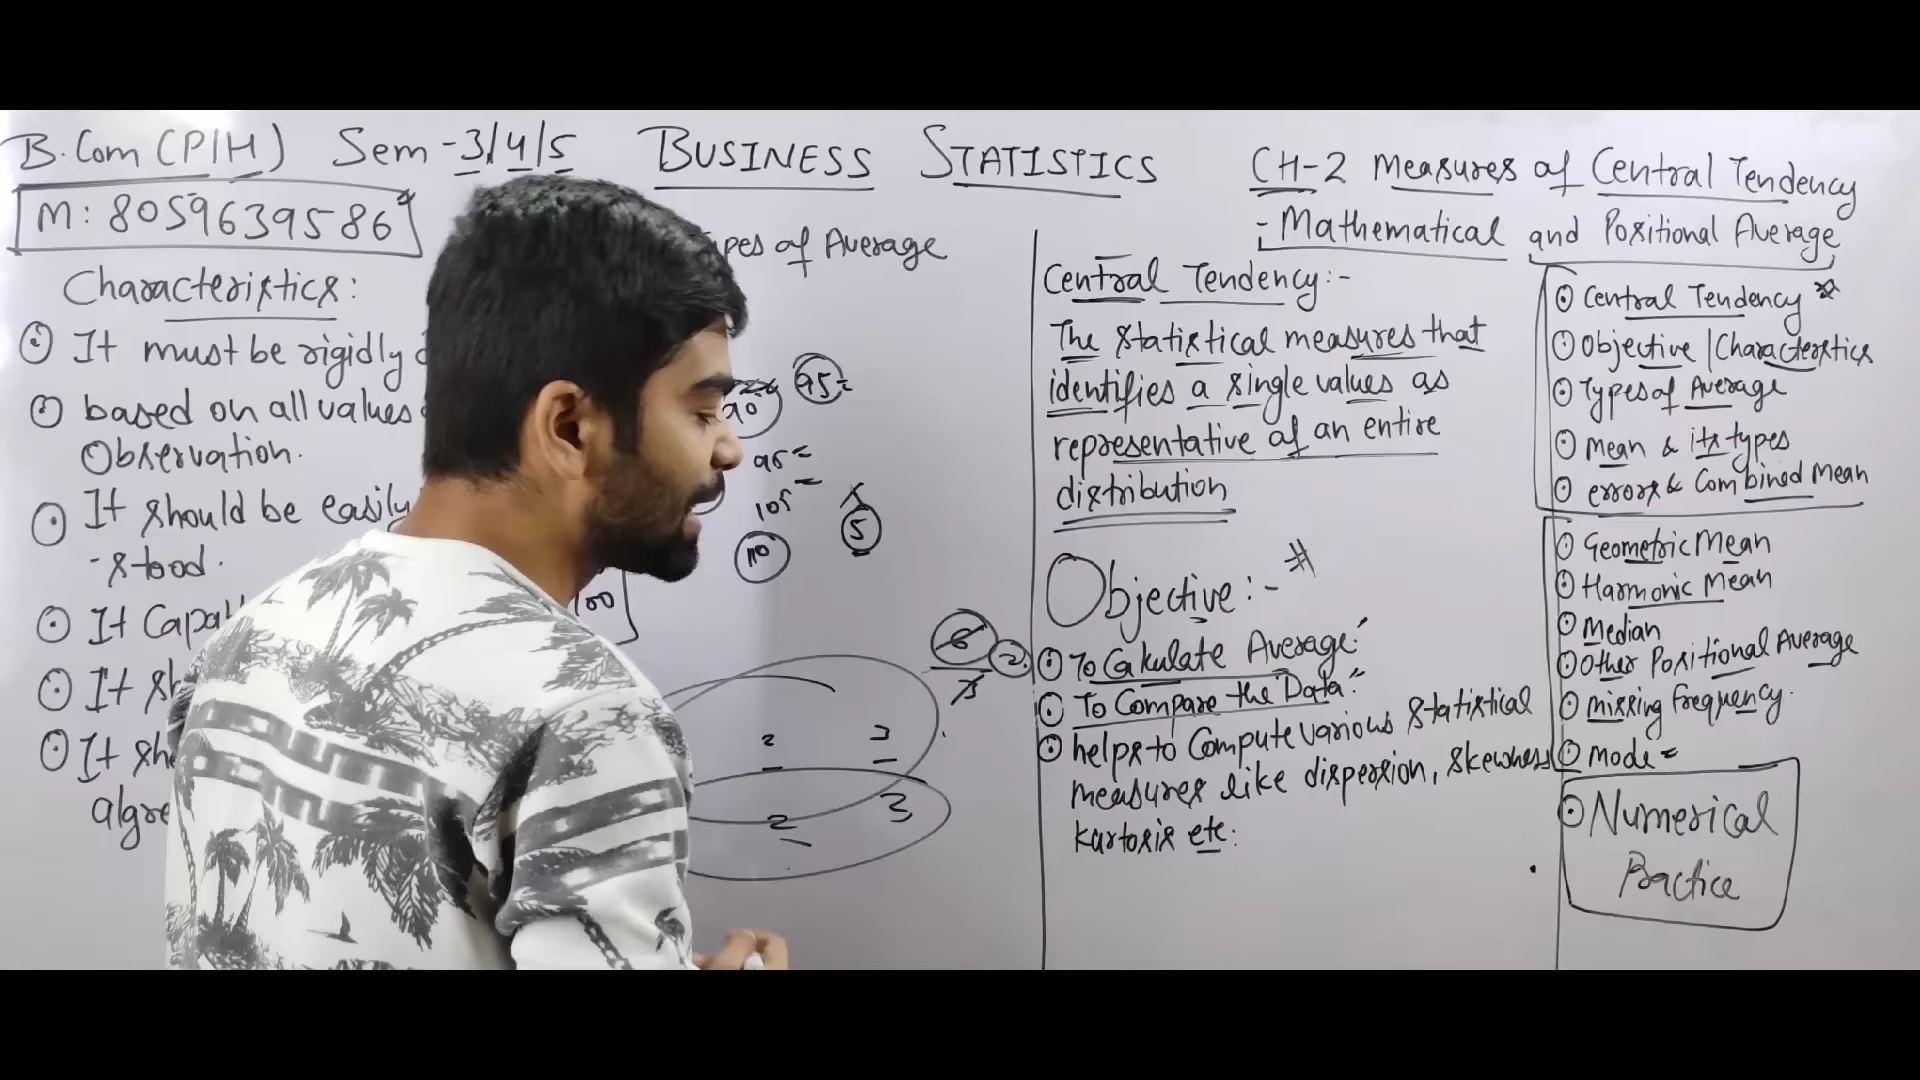 B.Com (P/H) Sem - 3/4/5 BUSINESS STATISTICS
M: 8059639586
Characteristics:
It must be rigidly
based on all values
Observation.
It should be easily
-stood.
It
It
It
pes of Average
90 95=
95=
105=
110 5
100
6 2
3
2 3
2 3
CH-2 Measures of Central Tendency
- Mathematical and Positional Average
Central Tendency:-
The statistical measures that
identifies a single values as
representative of an entire
distribution
Objective:- #
To Calculate Average.
To Compare the Data.
helps to Compute various statistical
measures like dispersion, skewness
kurtosis etc.
Central Tendency
Objective | Characteristics
Types of Average
Mean & its types
errors & Combined Mean
Geometric Mean
Harmonic Mean
Median
Other Positional Average
missing frequency.
Mode =
Numerical
Practice